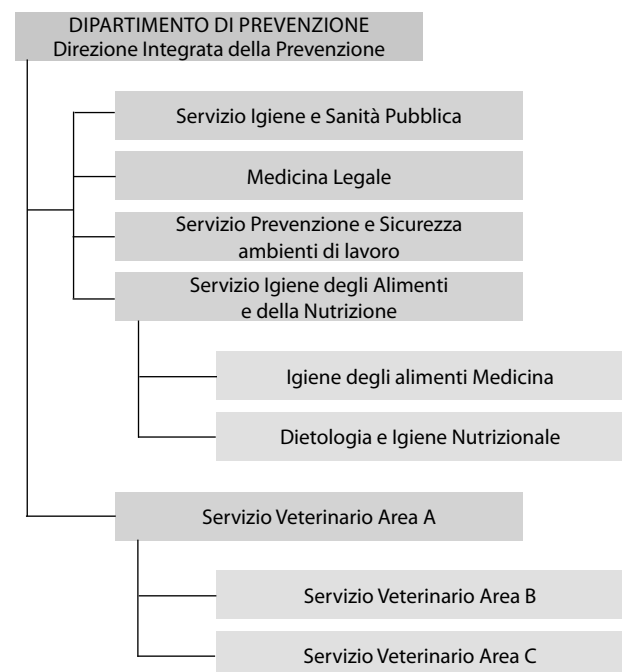 DIPARTIMENTO DI PREVENZIONE
Direzione Integrata della Prevenzione
Servizio Igiene e Sanità Pubblica
Medicina Legale
Servizio Prevenzione e Sicurezza
ambienti di lavoro
Servizio Igiene degli Alimenti
e della Nutrizione
Igiene degli alimenti Medicina
Dietologia e Igiene Nutrizionale
Servizio Veterinario Area A
Servizio Veterinario Area B
Servizio Veterinario Area C